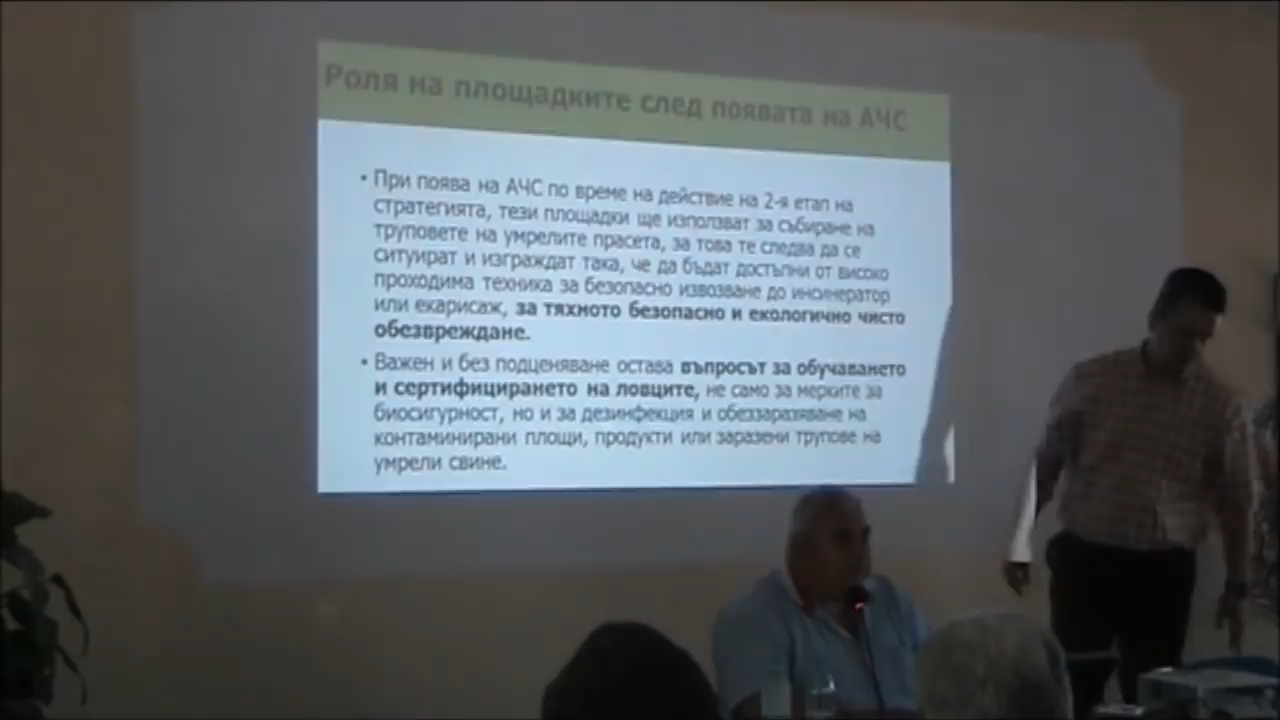 Роля на площадките след появата на АЧС
• При поява на АЧС по време на действие на 2-я етап на
стратегията, тези площадки ще използват за събиране на
труповете на умрелите прасета, за това те следва да се
ситуират и изграждат така, че да бъдат достъпни от високо
проходима техника за безопасно извозване до инсинератор
или екарисаж, за тяхното безопасно и екологично чисто
обезвреждане.
• Важен и без подценяване остава въпросът за обучаването
и сертифицирането на ловците, не само за мерките за
биосигурност, но и за дезинфекция и обеззаразяване на
контаминирани площи, продукти или заразени трупове на
умрели свине.